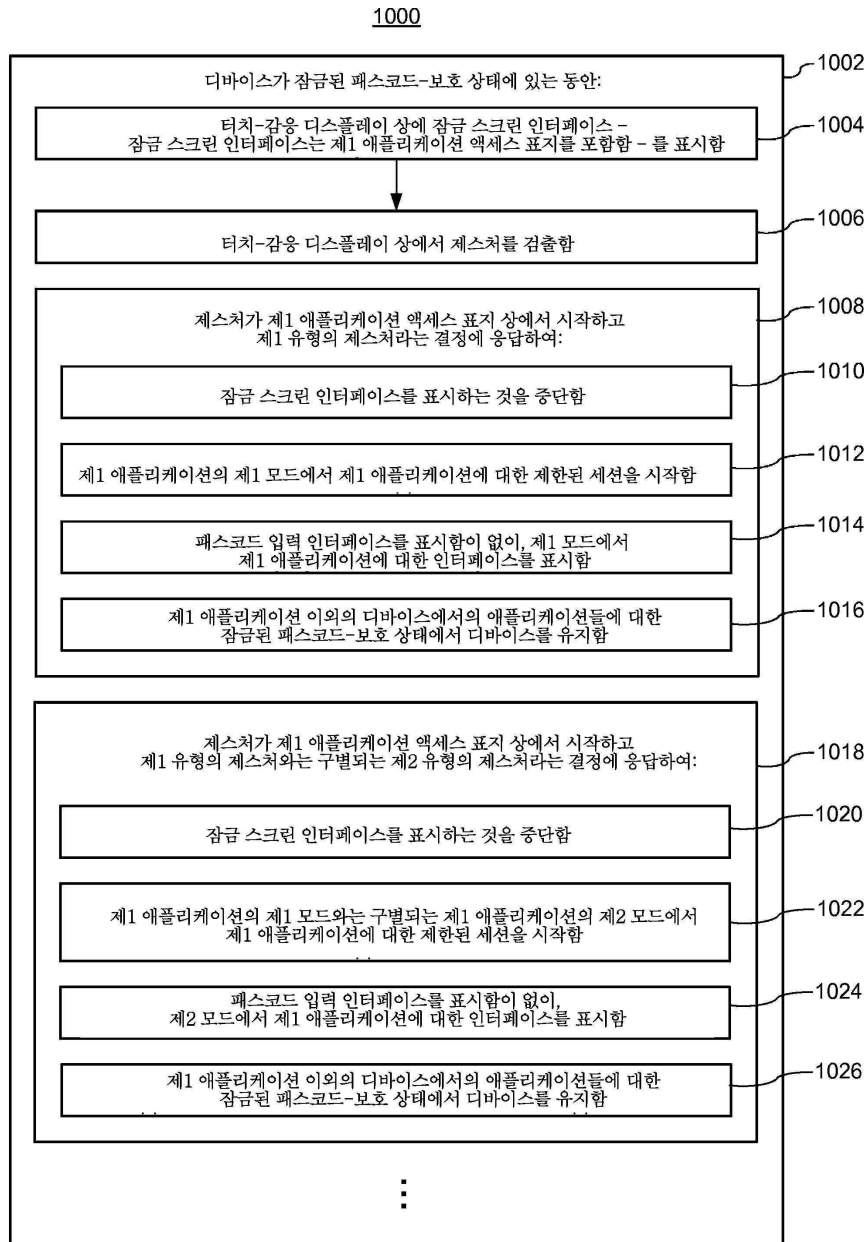 1000
1002
디바이스가 잠금된 패스코드-보호 상태에 있는 동안:
터치-감응 디스플레이 상에 잠금 스크린 인터페이스 -
잠금 스크린 인터페이스는 제1 애플리케이션 액세스 표지를 포함함 - 를 표시함
1004
터치-감응 디스플레이 상에서 제스처를 검출함
1006
제스처가 제1 애플리케이션 액세스 표지 상에서 시작하고
제1 유형의 제스처라는 결정에 응답하여:
1008
잠금 스크린 인터페이스를 표시하는 것을 중단함
1010
제1 애플리케이션의 제1 모드에서 제1 애플리케이션에 대한 제한된 세션을 시작함
1012
패스코드 입력 인터페이스를 표시함이 없이, 제1 모드에서
제1 애플리케이션에 대한 인터페이스를 표시함
1014
제1 애플리케이션 이외의 디바이스에서의 애플리케이션들에 대한
잠금된 패스코드-보호 상태에서 디바이스를 유지함
1016
제스처가 제1 애플리케이션 액세스 표지 상에서 시작하고
제1 유형의 제스처와는 구별되는 제2 유형의 제스처라는 결정에 응답하여:
1018
잠금 스크린 인터페이스를 표시하는 것을 중단함
1020
제1 애플리케이션의 제1 모드와는 구별되는 제1 애플리케이션의 제2 모드에서
제1 애플리케이션에 대한 제한된 세션을 시작함
1022
패스코드 입력 인터페이스를 표시함이 없이,
제2 모드에서 제1 애플리케이션에 대한 인터페이스를 표시함
1024
제1 애플리케이션 이외의 디바이스에서의 애플리케이션들에 대한
잠금된 패스코드-보호 상태에서 디바이스를 유지함
1026